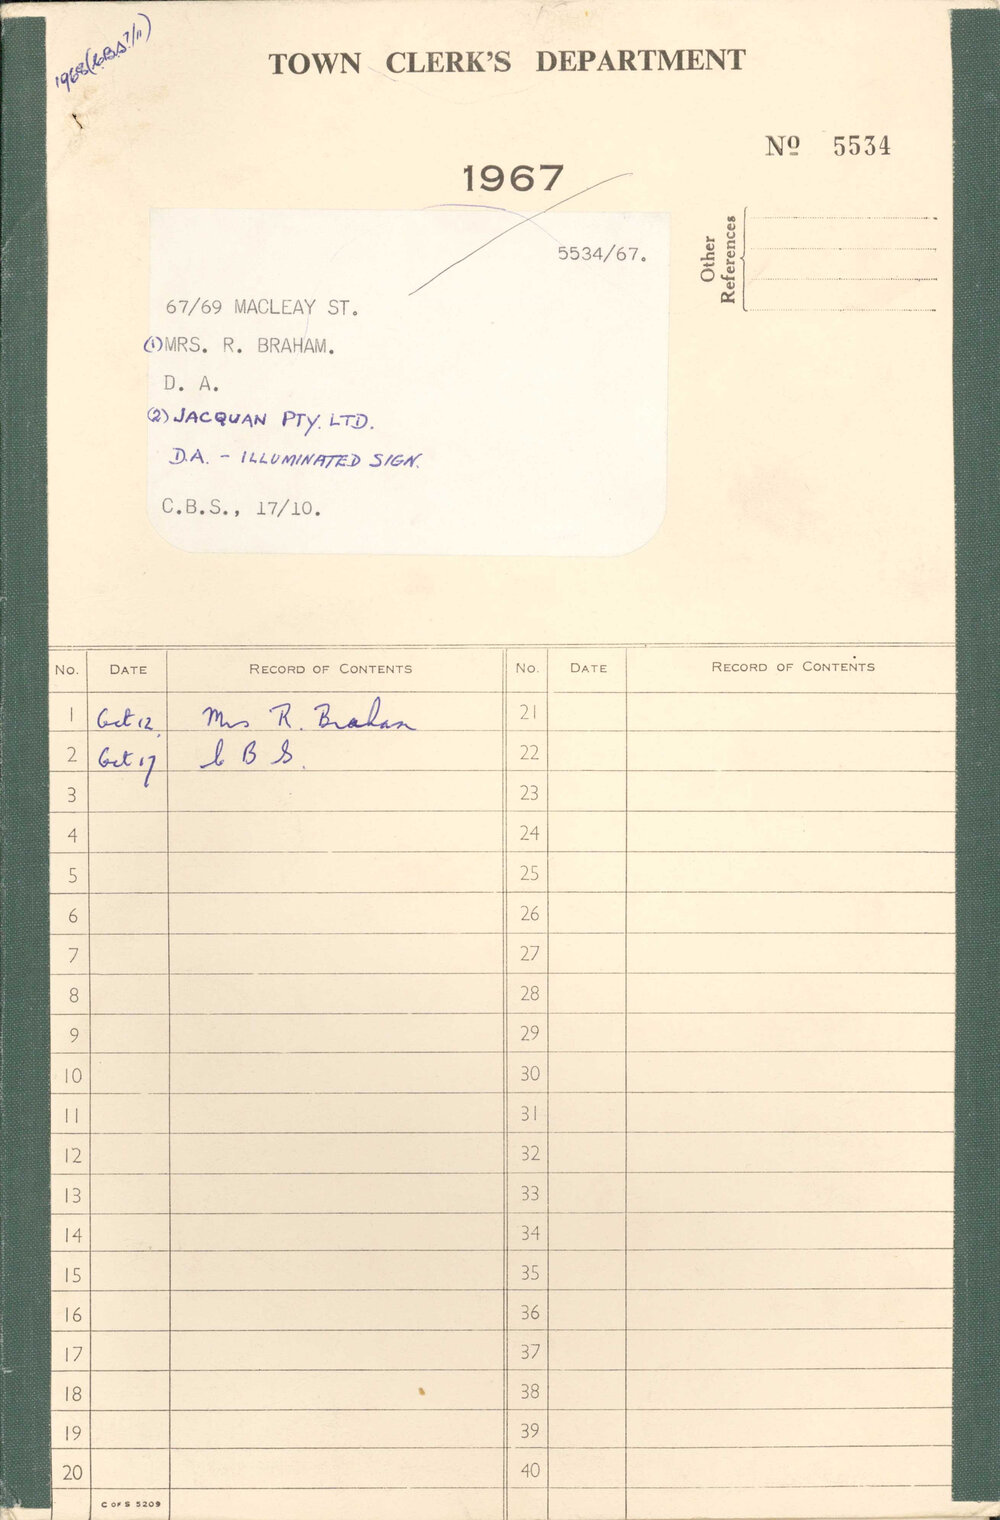 1968 (C.B.S. 7/11)
TOWN CLERK'S DEPARTMENT
Nº 5534
1967
Other References
5534/67.
67/69 MACLEAY ST.
(1) MRS. R. BRAHAM.
D. A.
(2) JACQUAN PTY. LTD.
D.A. - ILLUMINATED SIGN.
C.B.S., 17/10.
No. DATE RECORD OF CONTENTS No. DATE RECORD OF CONTENTS
1 Oct 12. Mrs R. Braham 21
2 Oct 17 C B S. 22
3 23
4 24
5 25
6 26
7 27
8 28
9 29
10 30
11 31
12 32
13 33
14 34
15 35
16 36
17 37
18 38
19 39
20 40
C OF S 5209